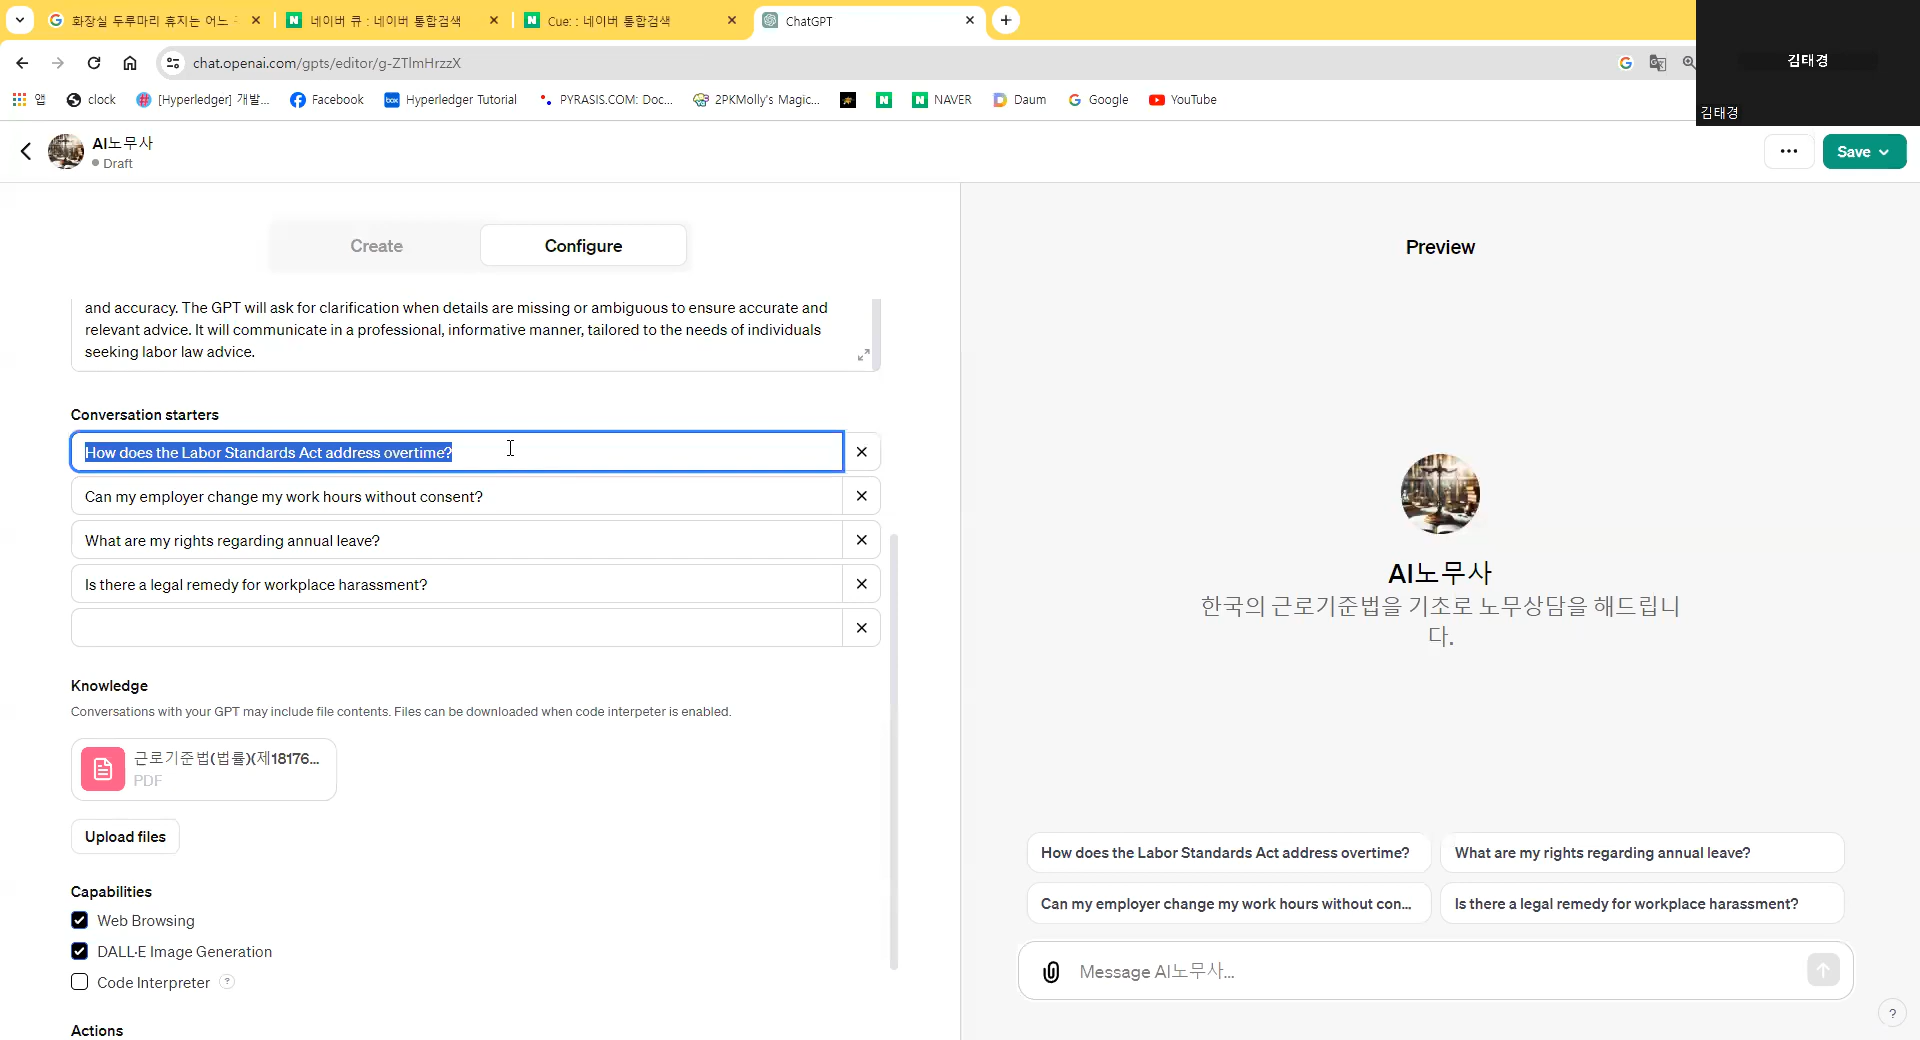 화장실 두루마리 휴지는 어느
네이버 큐 : 네이버 통합검색
Cue: : 네이버 통합검색
ChatGPT
chat.openai.com/gpts/editor/g-ZTlmHrzzX
김태경
김태경
앱
clock
[Hyperledger] 개발...
Facebook
Hyperledger Tutorial
PYRASIS.COM: Doc...
2PKMolly's Magic...
NAVER
Daum
Google
YouTube
AI노무사
Draft
Save
Create
Configure
Preview
and accuracy. The GPT will ask for clarification when details are missing or ambiguous to ensure accurate and
relevant advice. It will communicate in a professional, informative manner, tailored to the needs of individuals
seeking labor law advice.
Conversation starters
How does the Labor Standards Act address overtime?
Can my employer change my work hours without consent?
What are my rights regarding annual leave?
Is there a legal remedy for workplace harassment?
Knowledge
Conversations with your GPT may include file contents. Files can be downloaded when code interpeter is enabled.
근로기준법(법률)(제18176...
PDF
Upload files
Capabilities
Web Browsing
DALL·E Image Generation
Code Interpreter
?
Actions
AI노무사
한국의 근로기준법을 기초로 노무상담을 해드립니
다.
How does the Labor Standards Act address overtime?
What are my rights regarding annual leave?
Can my employer change my work hours without con...
Is there a legal remedy for workplace harassment?
Message AI노무사...
?